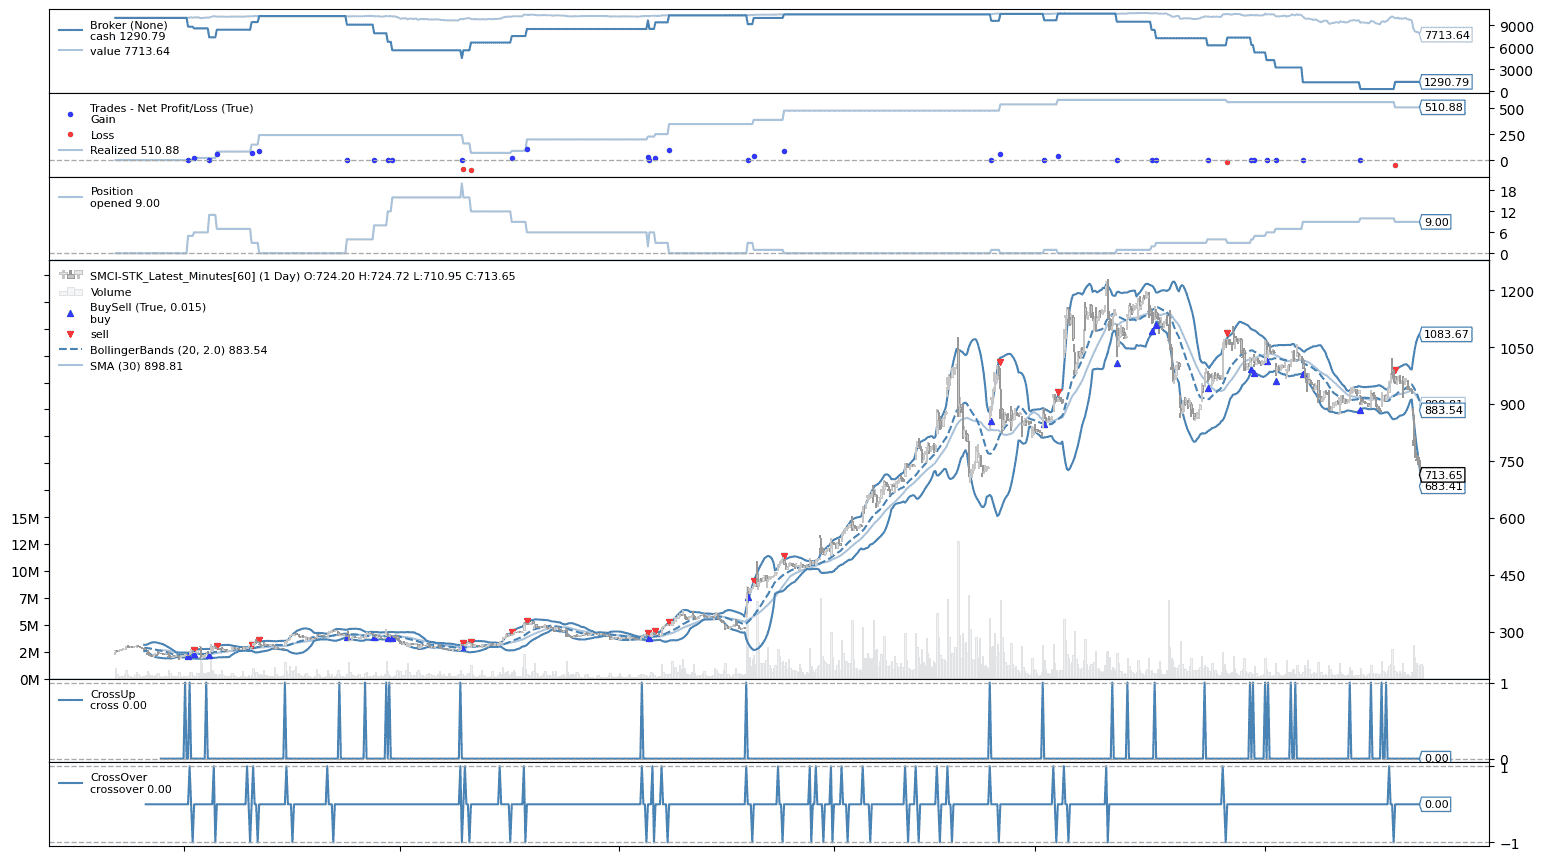 Broker (None)
cash 1290.79
value 7713.64
9000
7713.64
6000
3000
1290.79
0
Trades - Net Profit/Loss (True)
Gain
Loss
Realized 510.88
500
510.88
250
0
Position
opened 9.00
18
12
9.00
6
0
SMCI-STK_Latest_Minutes[60] (1 Day) O:724.20 H:724.72 L:710.95 C:713.65
Volume
BuySell (True, 0.015)
buy
sell
BollingerBands (20, 2.0) 883.54
SMA (30) 898.81
1200
1083.67
1050
900
883.54
750
713.65
683.41
600
450
300
15M
12M
10M
7M
5M
2M
0M
CrossUp
cross 0.00
1
0.00
0
CrossOver
crossover 0.00
1
0.00
−1